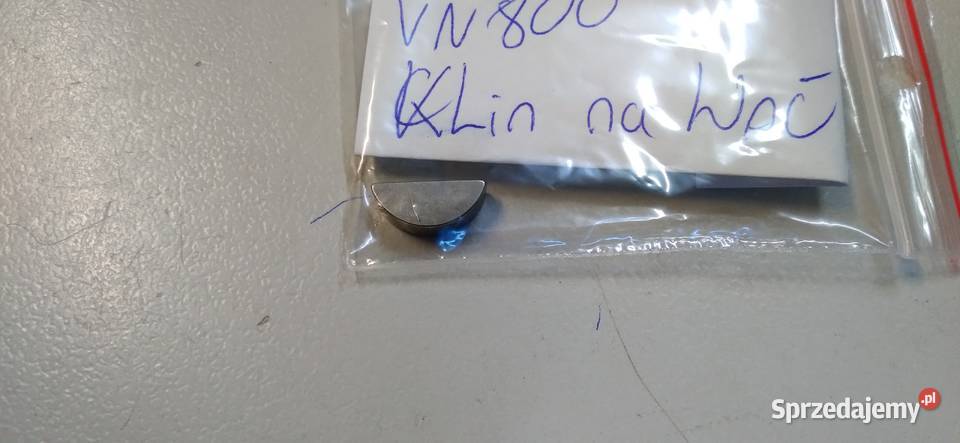 VN800
KLin na Wał
Sprzedajemy.pl